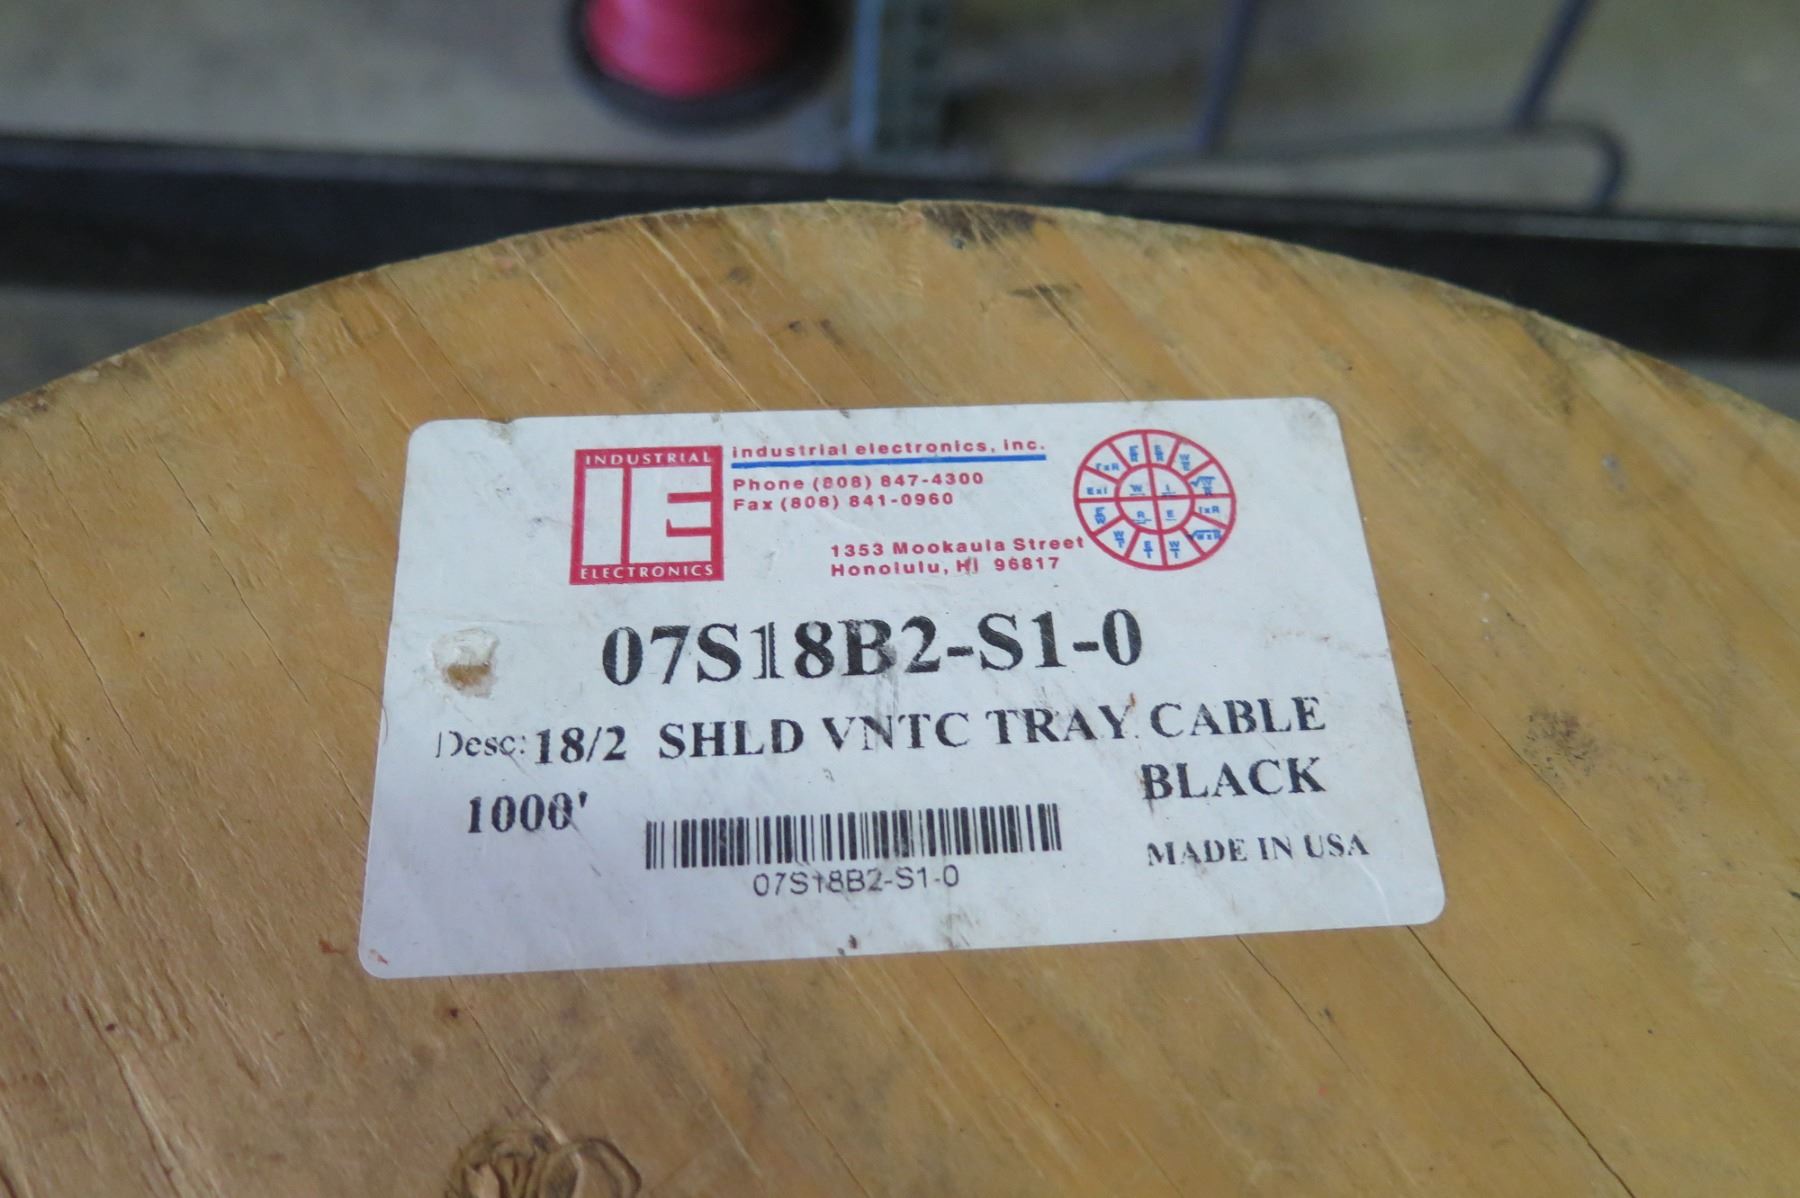 INDUSTRIAL
IE
ELECTRONICS
industrial electronics, inc.
Phone (808) 847-4300
Fax (808) 841-0960
1353 Mookaula Street
Honolulu, HI 96817
07S18B2-S1-0
Desc: 18/2 SHLD VNTC TRAY CABLE
BLACK
1000'
MADE IN USA
07S18B2-S1-0